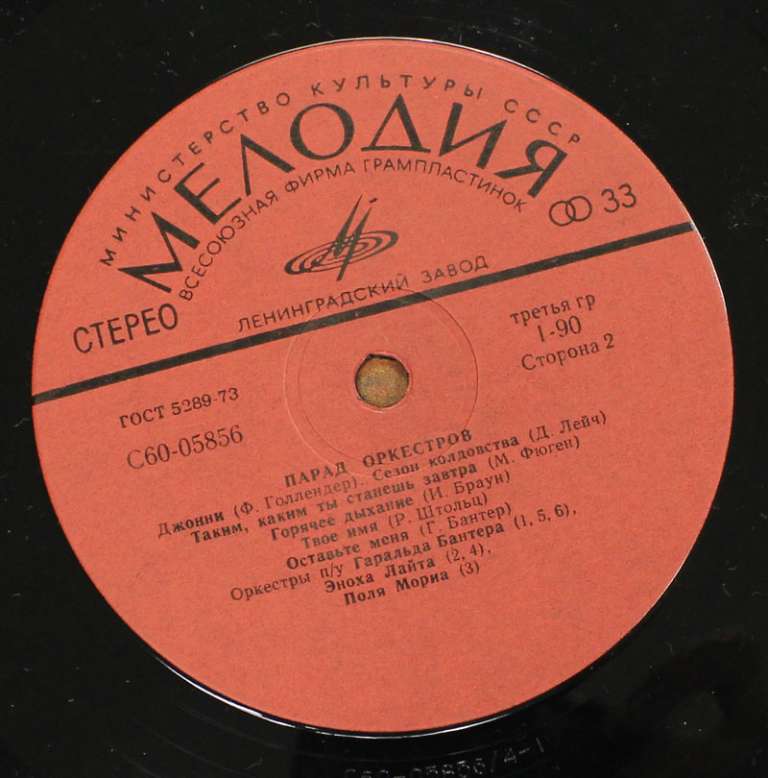 МИНИСТЕРСТВО КУЛЬТУРЫ СССР
МЕЛОДИЯ
ВСЕСОЮЗНАЯ ФИРМА ГРАМПЛАСТИНОК
33
ЛЕНИНГРАДСКИЙ ЗАВОД
СТЕРЕО
третья гр
1-90
Сторона 2
ГОСТ 5289-73
С60-05856
ПАРАД ОРКЕСТРОВ
Джонни (Ф. Голлендер). Сезон колдовства (Д. Лейч)
Таким, каким ты станешь завтра (М. Фюген)
Горячее дыхание (И. Браун)
Твое имя (Р. Штольц)
Оставьте меня (Г. Бантер)
Оркестры п/у Гаральда Бантера (1, 5, 6),
Эноха Лайта (2, 4),
Поля Мориа (3)